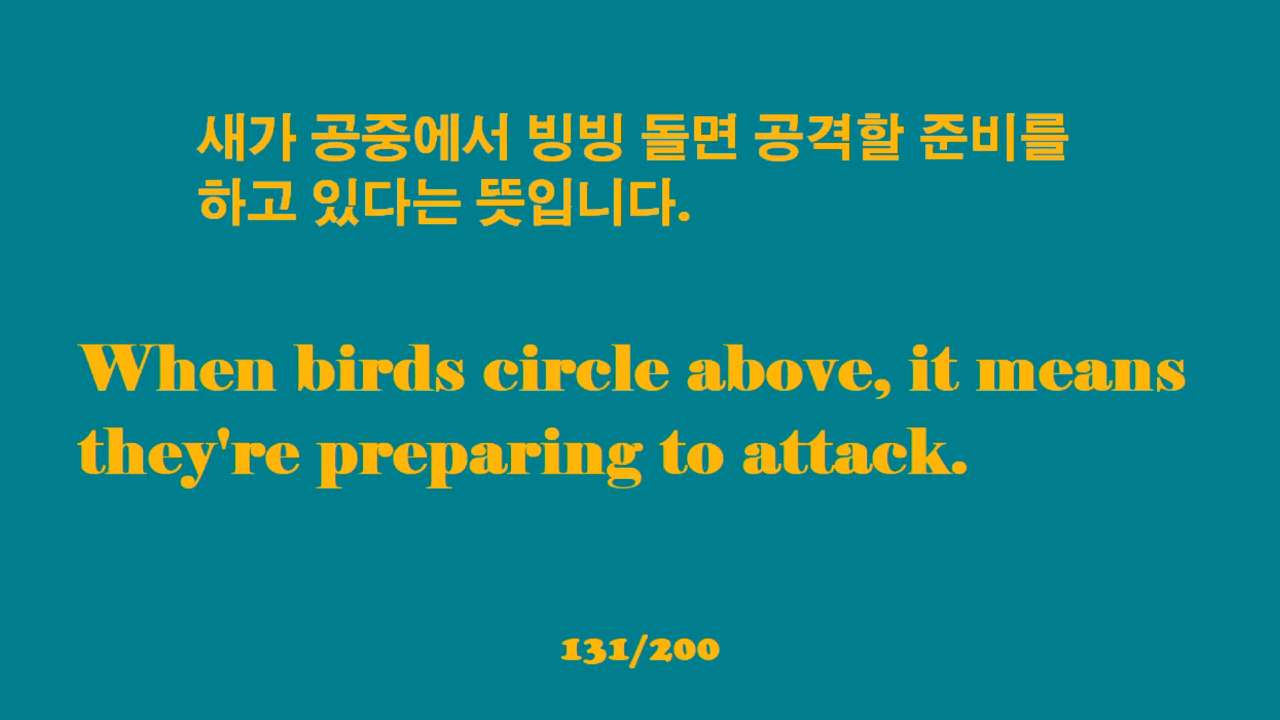 새가 공중에서 빙빙 돌면 공격할 준비를
하고 있다는 뜻입니다.
When birds circle above, it means
they're preparing to attack.
131/200